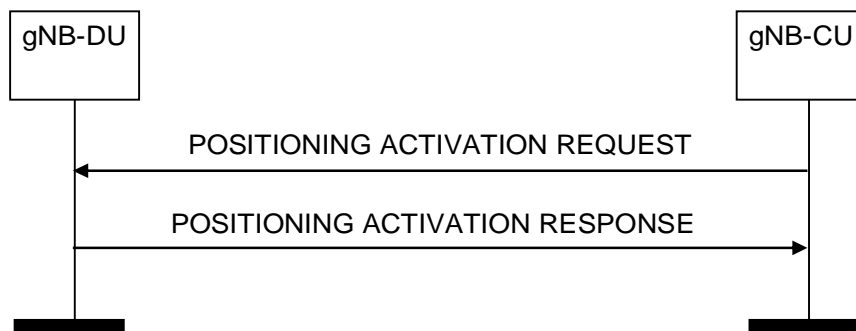 gNB-DU
gNB-CU
POSITIONING ACTIVATION REQUEST
POSITIONING ACTIVATION RESPONSE